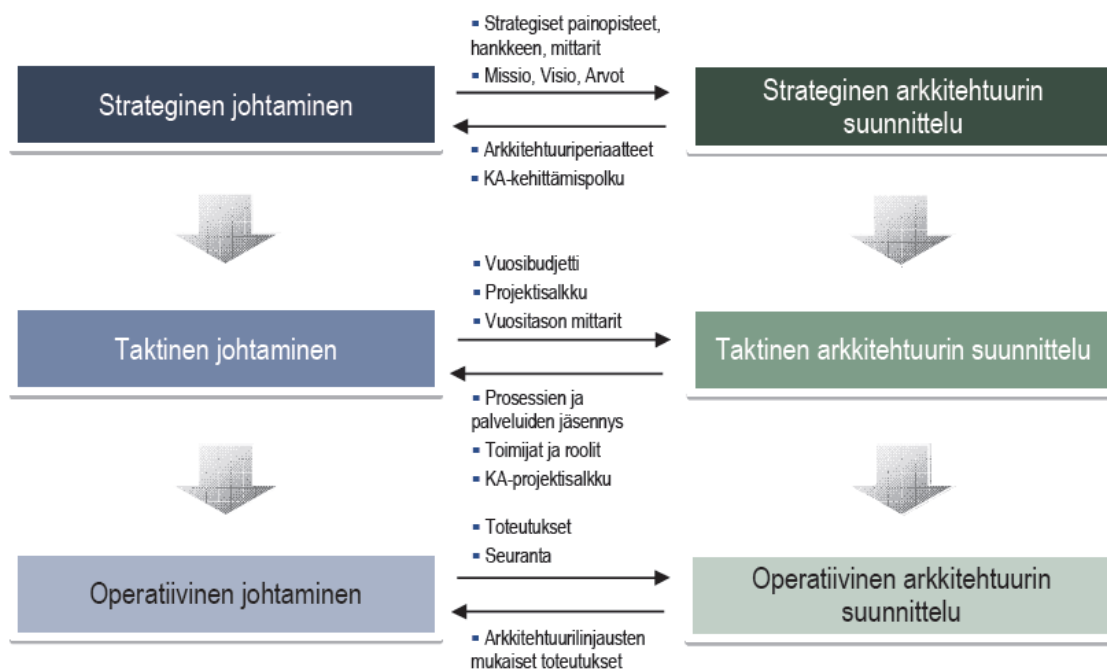 ▪ Strategiset painopisteet,
hankkeen, mittarit
▪ Missio, Visio, Arvot
Strateginen johtaminen
Strateginen arkkitehtuurin
suunnittelu
▪ Arkkitehtuuriperiaatteet
▪ KA-kehittämispolku
▪ Vuosibudjetti
▪ Projektisalkku
▪ Vuositason mittarit
Taktinen johtaminen
Taktinen arkkitehtuurin suunnittelu
▪ Prosessien ja
palveluiden jäsennys
▪ Toimijat ja roolit
▪ KA-projektisalkku
▪ Toteutukset
▪ Seuranta
Operatiivinen johtaminen
Operatiivinen arkkitehtuurin
suunnittelu
▪ Arkkitehtuurilinjausten
mukaiset toteutukset